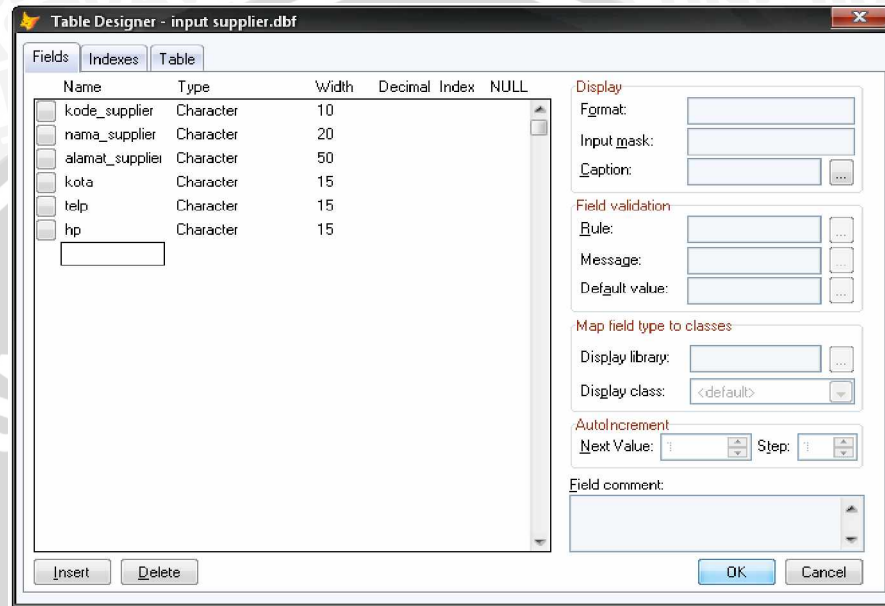 Table Designer - input supplier.dbf
Fields Indexes Table
Name Type Width Decimal Index NULL
kode_supplier Character 10
nama_supplier Character 20
alamat_supplier Character 50
kota Character 15
telp Character 15
hp Character 15
Display
Format:
Input mask:
Caption: ...
Field validation
Rule: ...
Message: ...
Default value: ...
Map field type to classes
Display library: ...
Display class: <default>
AutoIncrement
Next Value: 1 Step: 1
Field comment:
Insert Delete OK Cancel